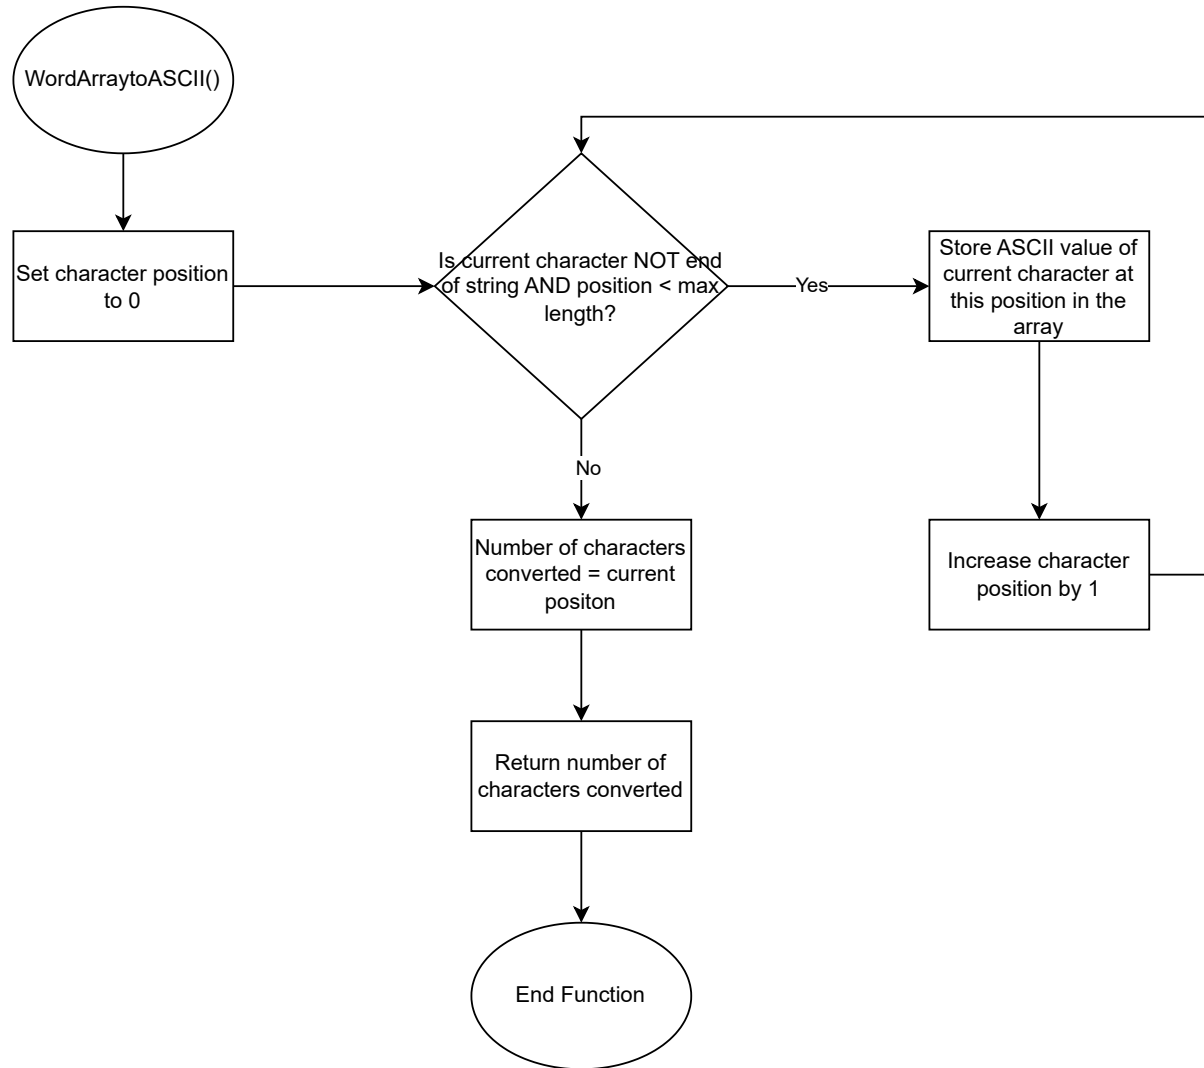 WordArraytoASCII()
Set character position
to 0
Is current character NOT end
of string AND position < max
length?
Yes
Store ASCII value of
current character at
this position in the
array
No
Number of characters
converted = current
positon
Increase character
position by 1
Return number of
characters converted
End Function